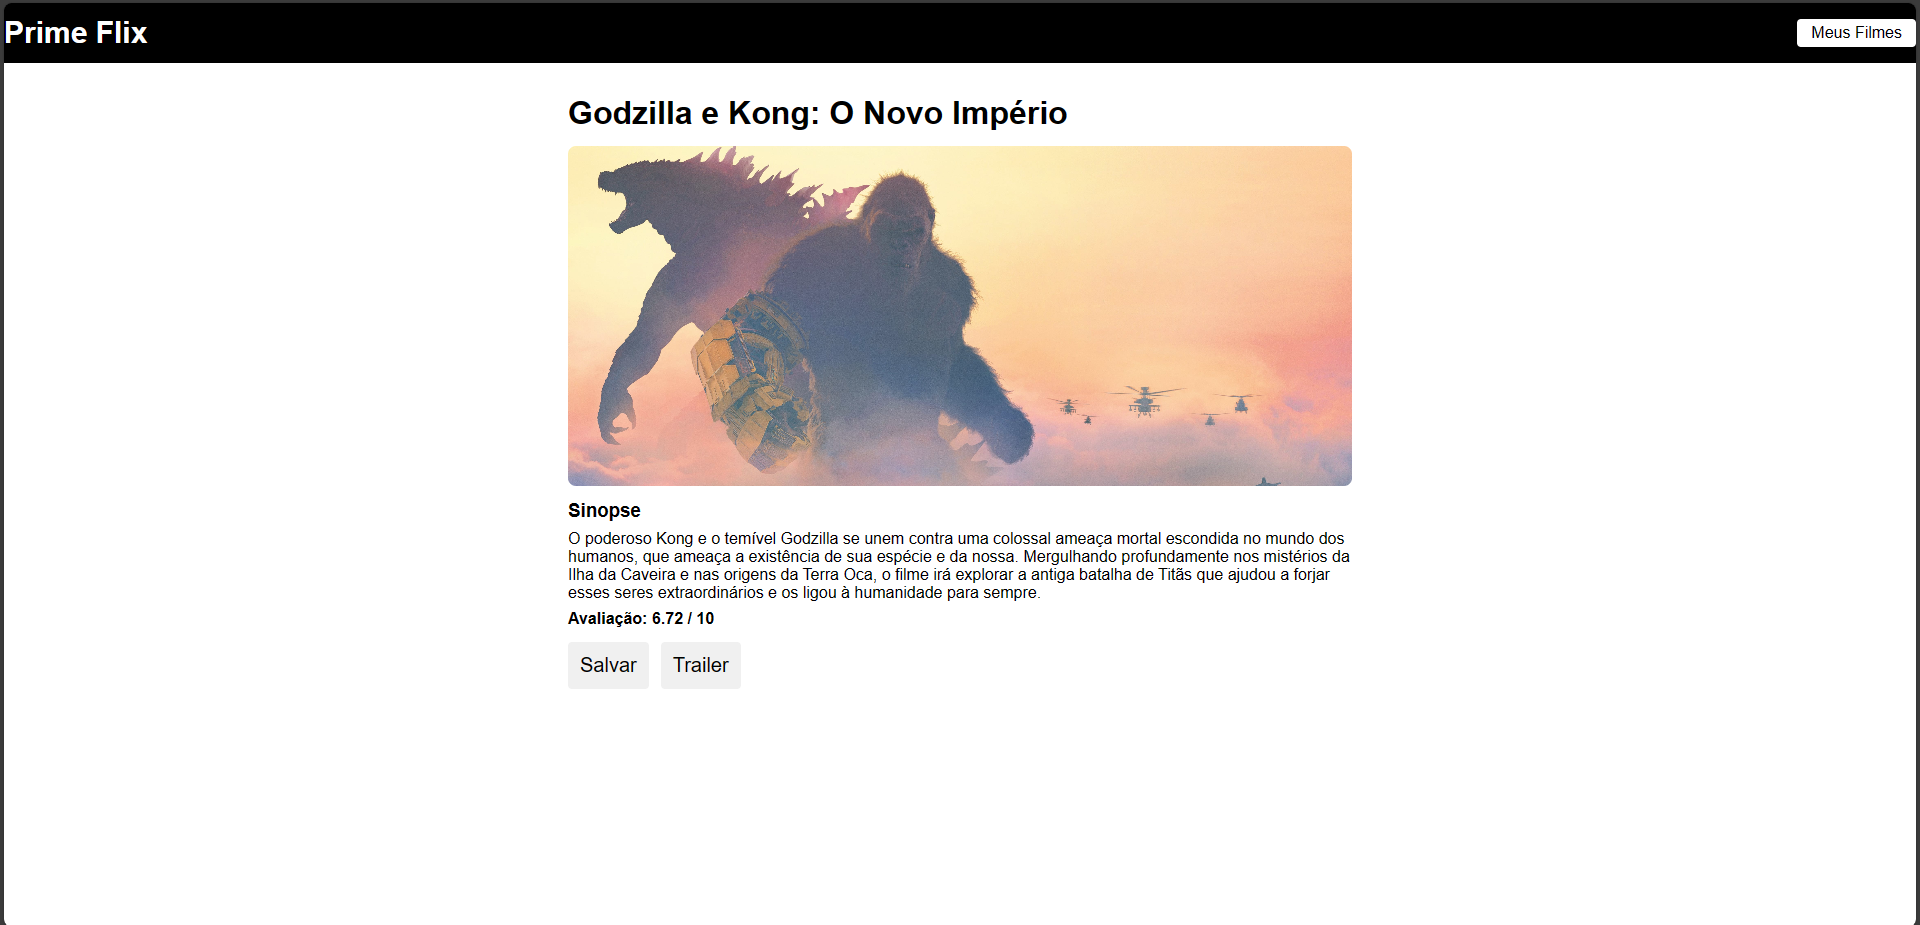 Prime Flix
Meus Filmes
Godzilla e Kong: O Novo Império
Sinopse
O poderoso Kong e o temível Godzilla se unem contra uma colossal ameaça mortal escondida no mundo dos
humanos, que ameaça a existência de sua espécie e da nossa. Mergulhando profundamente nos mistérios da
Ilha da Caveira e nas origens da Terra Oca, o filme irá explorar a antiga batalha de Titãs que ajudou a forjar
esses seres extraordinários e os ligou à humanidade para sempre.
Avaliação: 6.72 / 10
Salvar
Trailer